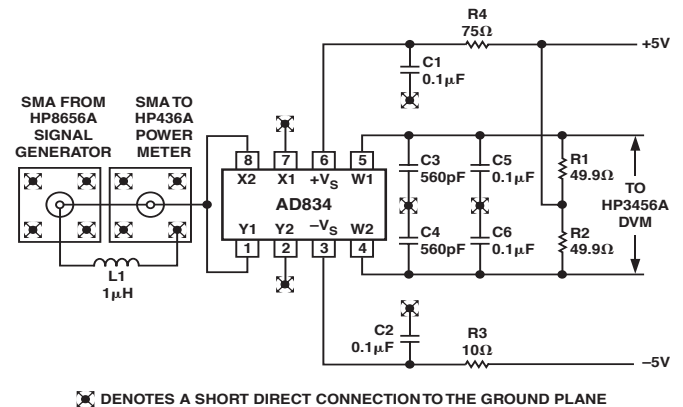 R4
75Ω
+5V
C1
0.1µF
SMA FROM
HP8656A
SIGNAL
GENERATOR
SMA TO
HP436A
POWER
METER
8
7
6
5
X2
X1
+VS
W1
AD834
Y1
Y2
–VS
W2
1
2
3
4
L1
1µH
C3
560pF
C5
0.1µF
R1
49.9Ω
TO
HP3456A
DVM
C4
560pF
C6
0.1µF
R2
49.9Ω
C2
0.1µF
R3
10Ω
–5V
DENOTES A SHORT DIRECT CONNECTION TO THE GROUND PLANE